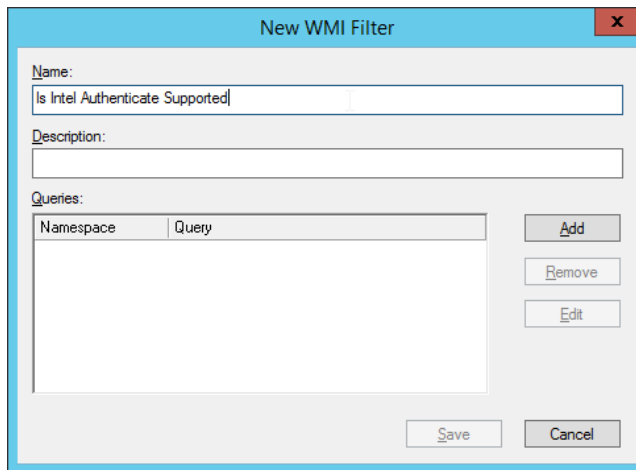 New WMI Filter
x
Name:
Is Intel Authenticate Supported
Description:
Queries:
Namespace Query
Add
Remove
Edit
Save Cancel